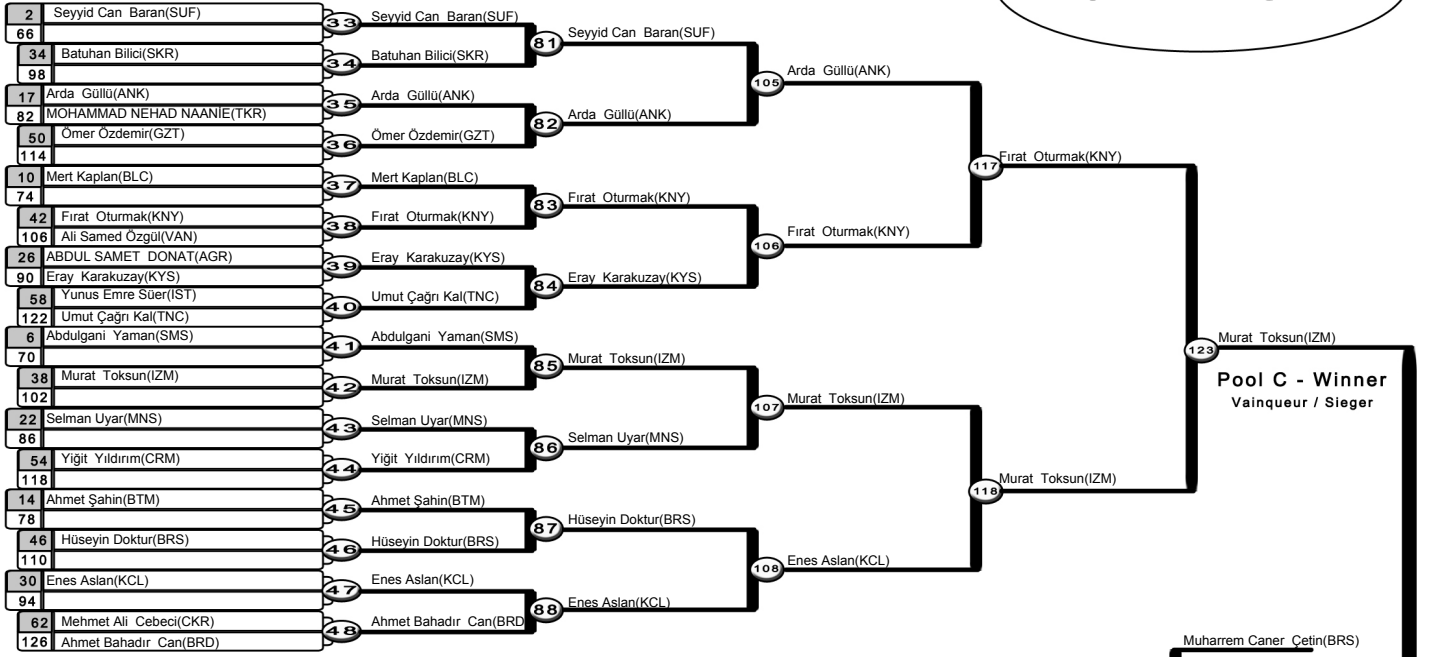 2 Seyyid Can Baran(SUF)
66
33 Seyyid Can Baran(SUF)
34 Batuhan Bilici(SKR)
98
34 Batuhan Bilici(SKR)
81 Seyyid Can Baran(SUF)
17 Arda Güllü(ANK)
82 MOHAMMAD NEHAD NAANİE(TKR)
35 Arda Güllü(ANK)
50 Ömer Özdemir(GZT)
114
36 Ömer Özdemir(GZT)
82 Arda Güllü(ANK)
105 Arda Güllü(ANK)
10 Mert Kaplan(BLC)
74
37 Mert Kaplan(BLC)
42 Fırat Oturmak(KNY)
106 Ali Samed Özgül(VAN)
38 Fırat Oturmak(KNY)
83 Fırat Oturmak(KNY)
26 ABDUL SAMET DONAT(AGR)
90 Eray Karakuzay(KYS)
39 Eray Karakuzay(KYS)
58 Yunus Emre Süer(İST)
122 Umut Çağrı Kal(TNC)
40 Umut Çağrı Kal(TNC)
84 Eray Karakuzay(KYS)
106 Fırat Oturmak(KNY)
117 Fırat Oturmak(KNY)
6 Abdulgani Yaman(SMS)
70
41 Abdulgani Yaman(SMS)
38 Murat Toksun(IZM)
102
42 Murat Toksun(IZM)
85 Murat Toksun(IZM)
22 Selman Uyar(MNS)
86
43 Selman Uyar(MNS)
54 Yiğit Yıldırım(CRM)
118
44 Yiğit Yıldırım(CRM)
86 Selman Uyar(MNS)
107 Murat Toksun(IZM)
14 Ahmet Şahin(BTM)
78
45 Ahmet Şahin(BTM)
46 Hüseyin Doktur(BRS)
110
46 Hüseyin Doktur(BRS)
87 Hüseyin Doktur(BRS)
30 Enes Aslan(KCL)
94
47 Enes Aslan(KCL)
62 Mehmet Ali Cebeci(CKR)
126 Ahmet Bahadır Can(BRD)
48 Ahmet Bahadır Can(BRD
88 Enes Aslan(KCL)
108 Enes Aslan(KCL)
118 Murat Toksun(IZM)
123 Murat Toksun(IZM)
Pool C - Winner
Vainqueur / Sieger
Muharrem Caner Çetin(BRS)